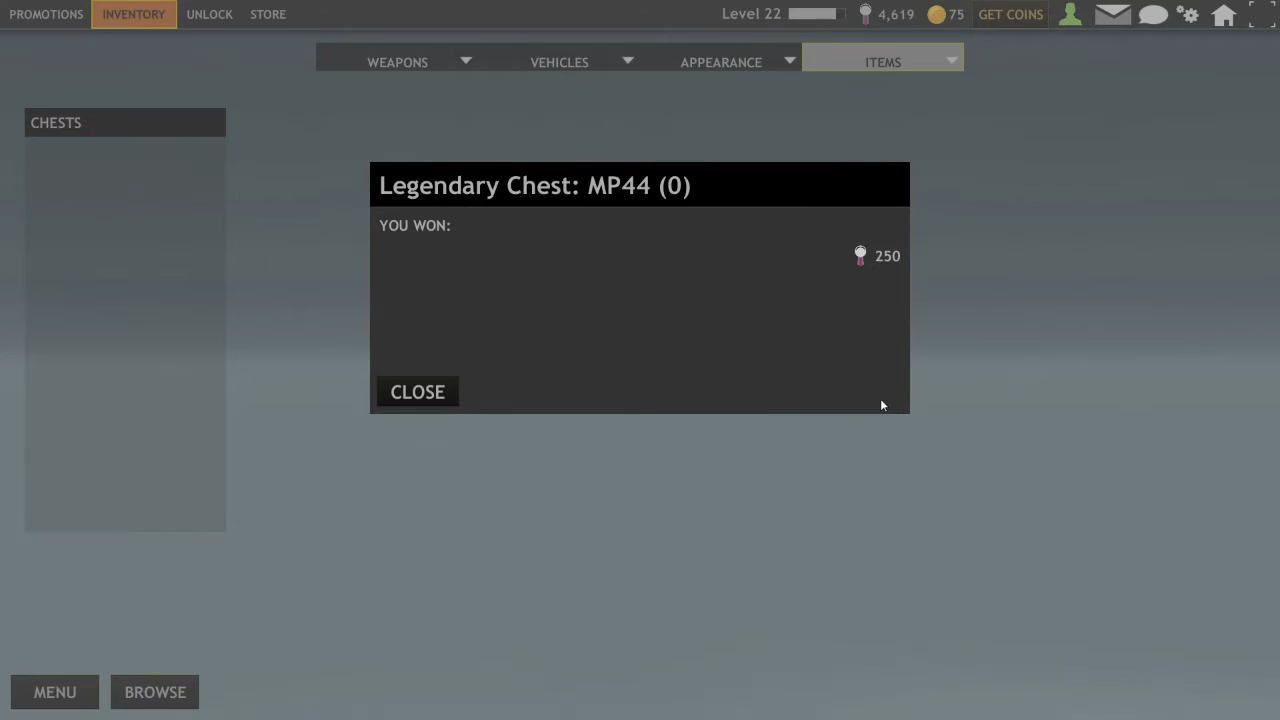 PROMOTIONS INVENTORY UNLOCK STORE Level 22 4,619 75 GET COINS
WEAPONS VEHICLES APPEARANCE ITEMS
CHESTS
Legendary Chest: MP44 (0)
YOU WON:
250
CLOSE
MENU BROWSE